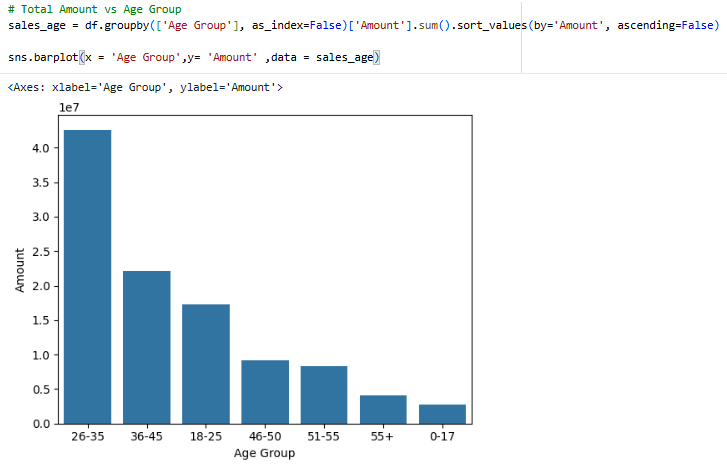 # Total Amount vs Age Group
sales_age = df.groupby(['Age Group'], as_index=False)['Amount'].sum().sort_values(by='Amount', ascending=False)
sns.barplot(x = 'Age Group',y= 'Amount' ,data = sales_age)
<Axes: xlabel='Age Group', ylabel='Amount'>
1e7
4.0
3.5
3.0
2.5
2.0
1.5
1.0
0.5
0.0
Amount
26-35 36-45 18-25 46-50 51-55 55+ 0-17
Age Group